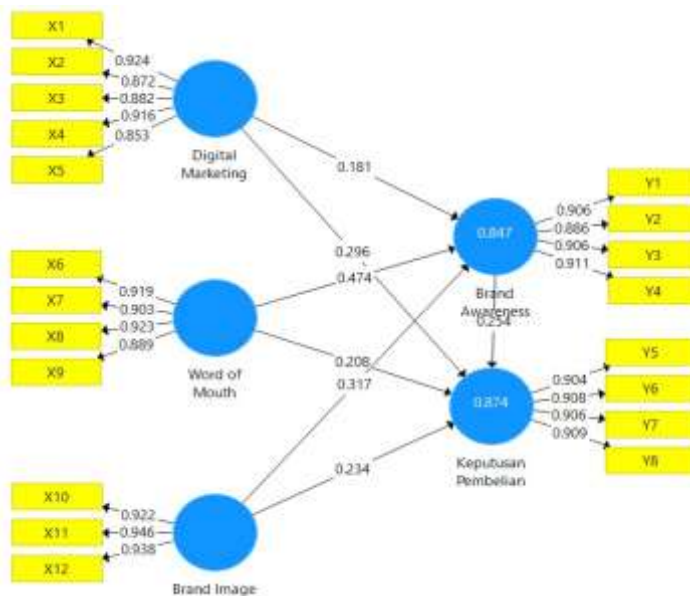 X1
X2
X3
X4
X5
0.924
0.872
0.882
0.916
0.853
Digital
Marketing
0.181
0.296
0.474
X6
X7
X8
X9
0.919
0.903
0.923
0.889
Word of
Mouth
0.208
0.317
0.234
X10
X11
X12
0.922
0.946
0.938
Brand Image
0.847
Brand
Awareness
0.254
Y1
Y2
Y3
Y4
0.906
0.886
0.906
0.911
0.874
Keputusan
Pembelian
Y5
Y6
Y7
Y8
0.904
0.908
0.906
0.909